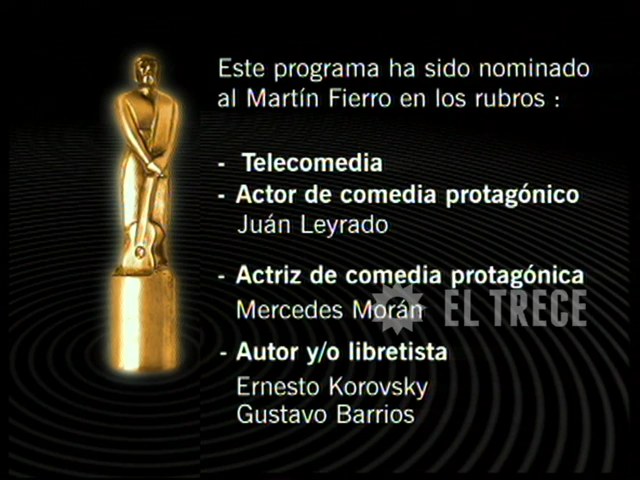 Este programa ha sido nominado
al Martín Fierro en los rubros :
- Telecomedia
- Actor de comedia protagónico
Juán Leyrado
- Actriz de comedia protagónica
Mercedes Morán
EL TRECE
- Autor y/o libretista
Ernesto Korovsky
Gustavo Barrios